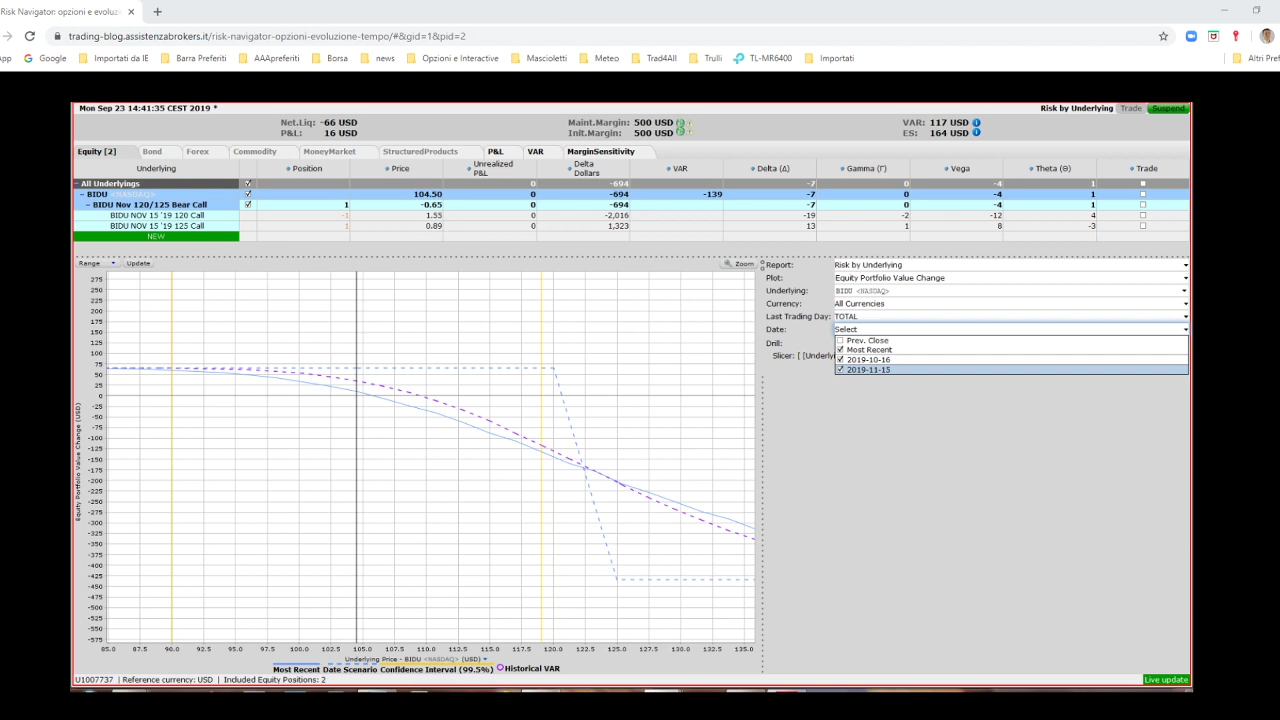 Risk Navigator: opzioni e evoluzio
trading-blog.assistenzabrokers.it/risk-navigator-opzioni-evoluzione-tempo/#&gid=1&pid=2
App Google Importati da IE Barra Preferiti AAApreferiti Borsa news Opzioni e Interactive Mascioletti Meteo Trad4All Trulli TL-MR6400 Importati Altri Pref
Mon Sep 23 14:41:35 CEST 2019 * Risk by Underlying Trade Suspend
Net.Liq: -66 USD Maint.Margin: 500 USD VAR: 117 USD
P&L: 16 USD Init.Margin: 500 USD ES: 164 USD
Equity [2] Bond Forex Commodity MoneyMarket StructuredProducts P&L VAR MarginSensitivity
Underlying Position Price Unrealized P&L Delta Dollars VAR Delta (Δ) Gamma (Γ) Vega Theta (Θ) Trade
All Underlyings 0 -694 -7 0 -4 1
BIDU <NASDAQ> 104.50 0 -694 -139 -7 0 -4 1
BIDU Nov 120/125 Bear Call 1 -0.65 0 -694 -7 0 -4 1
BIDU NOV 15 '19 120 Call -1 1.55 0 -2,016 -19 -2 -12 4
BIDU NOV 15 '19 125 Call 1 0.89 0 1,323 13 1 8 -3
NEW
Range Update Zoom
Report: Risk by Underlying
Plot: Equity Portfolio Value Change
Underlying: BIDU <NASDAQ>
Currency: All Currencies
Last Trading Day: TOTAL
Date: Select
Prev. Close
Drill:
Most Recent
Slicer: [ {Underly
2019-10-16
2019-11-15
Equity Portfolio Value Change (USD)
275
250
225
200
175
150
125
100
75
50
25
0
-25
-50
-75
-100
-125
-150
-175
-200
-225
-250
-275
-300
-325
-350
-375
-400
-425
-450
-475
-500
-525
-550
-575
85.0 87.5 90.0 92.5 95.0 97.5 100.0 102.5 105.0 107.5 110.0 112.5 115.0 117.5 120.0 122.5 125.0 127.5 130.0 132.5 135.0
Underlying Price - BIDU <NASDAQ> (USD)
Most Recent Date Scenario Confidence Interval (99.5%) Historical VAR
U1007737 | Reference currency: USD | Included Equity Positions: 2 Live update